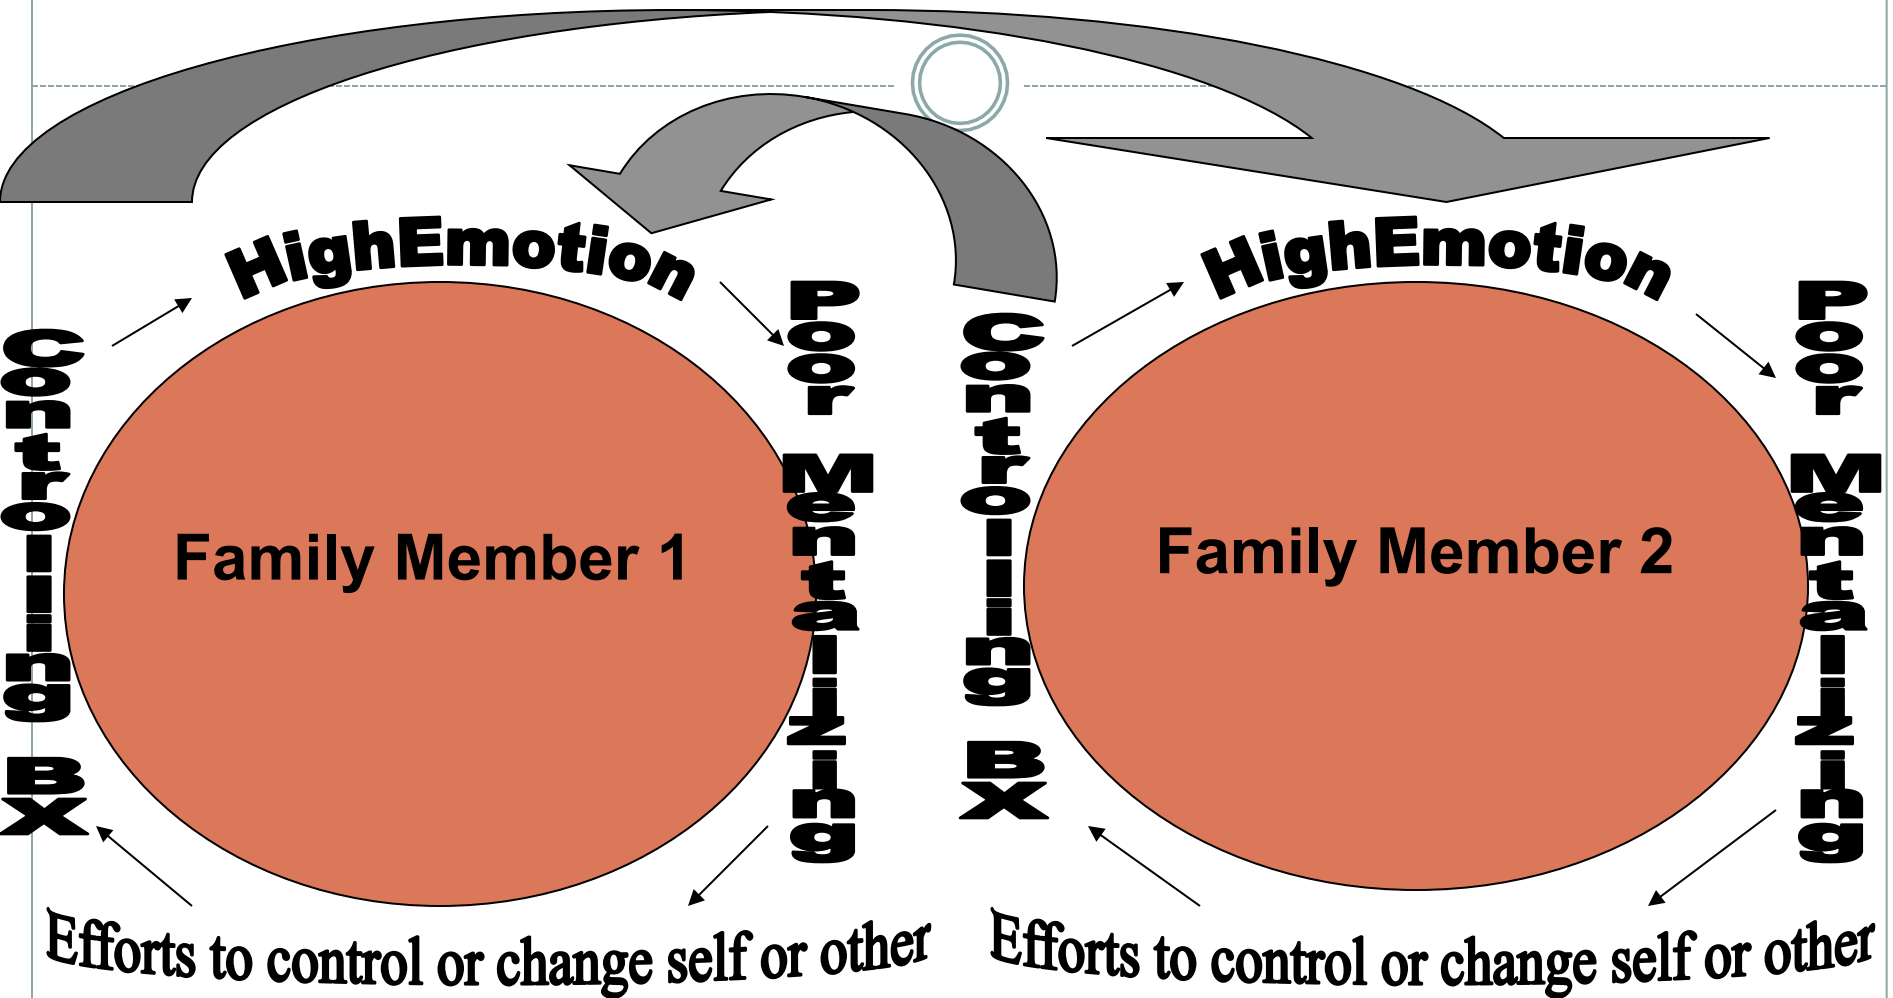 HighEmotion
Poor Mentalizing
Efforts to control or change self or other
Controlling BX
Family Member 1
HighEmotion
Poor Mentalizing
Efforts to control or change self or other
Controlling BX
Family Member 2